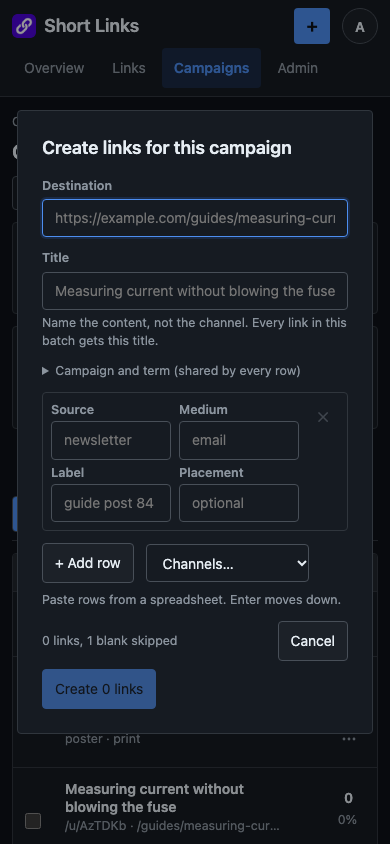 Short Links
+
A
Overview
Links
Campaigns
Admin
Create links for this campaign
Destination
https://example.com/guides/measuring-curr
Title
Measuring current without blowing the fuse
Name the content, not the channel. Every link in this
batch gets this title.
Campaign and term (shared by every row)
Source
Medium
newsletter
email
Label
Placement
guide post 84
optional
+ Add row
Channels...
Paste rows from a spreadsheet. Enter moves down.
0 links, 1 blank skipped
Cancel
Create 0 links
poster · print
Measuring current without
blowing the fuse
0
/u/AzTDKb · /guides/measuring-cur...
0%